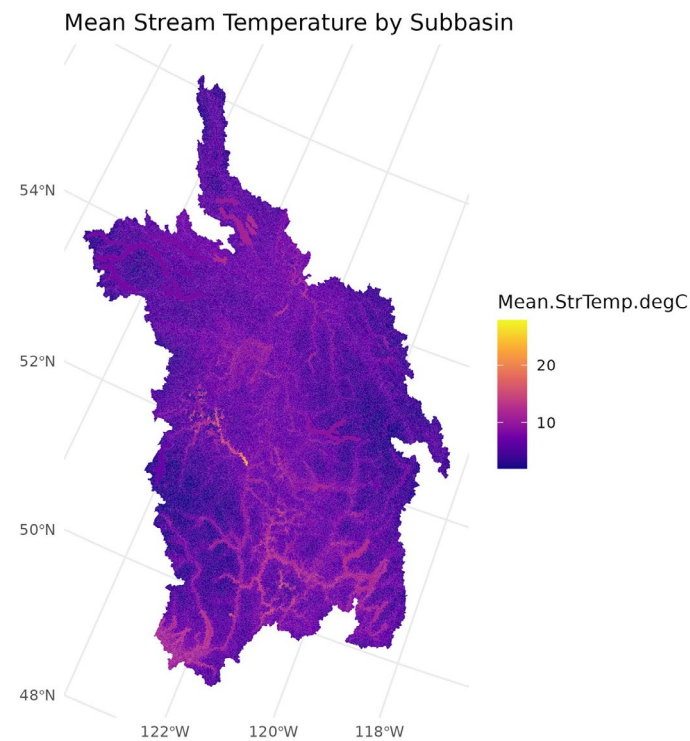 Mean Stream Temperature by Subbasin
54°N
52°N
50°N
48°N
122°W
120°W
118°W
Mean.StrTemp.degC
20
10